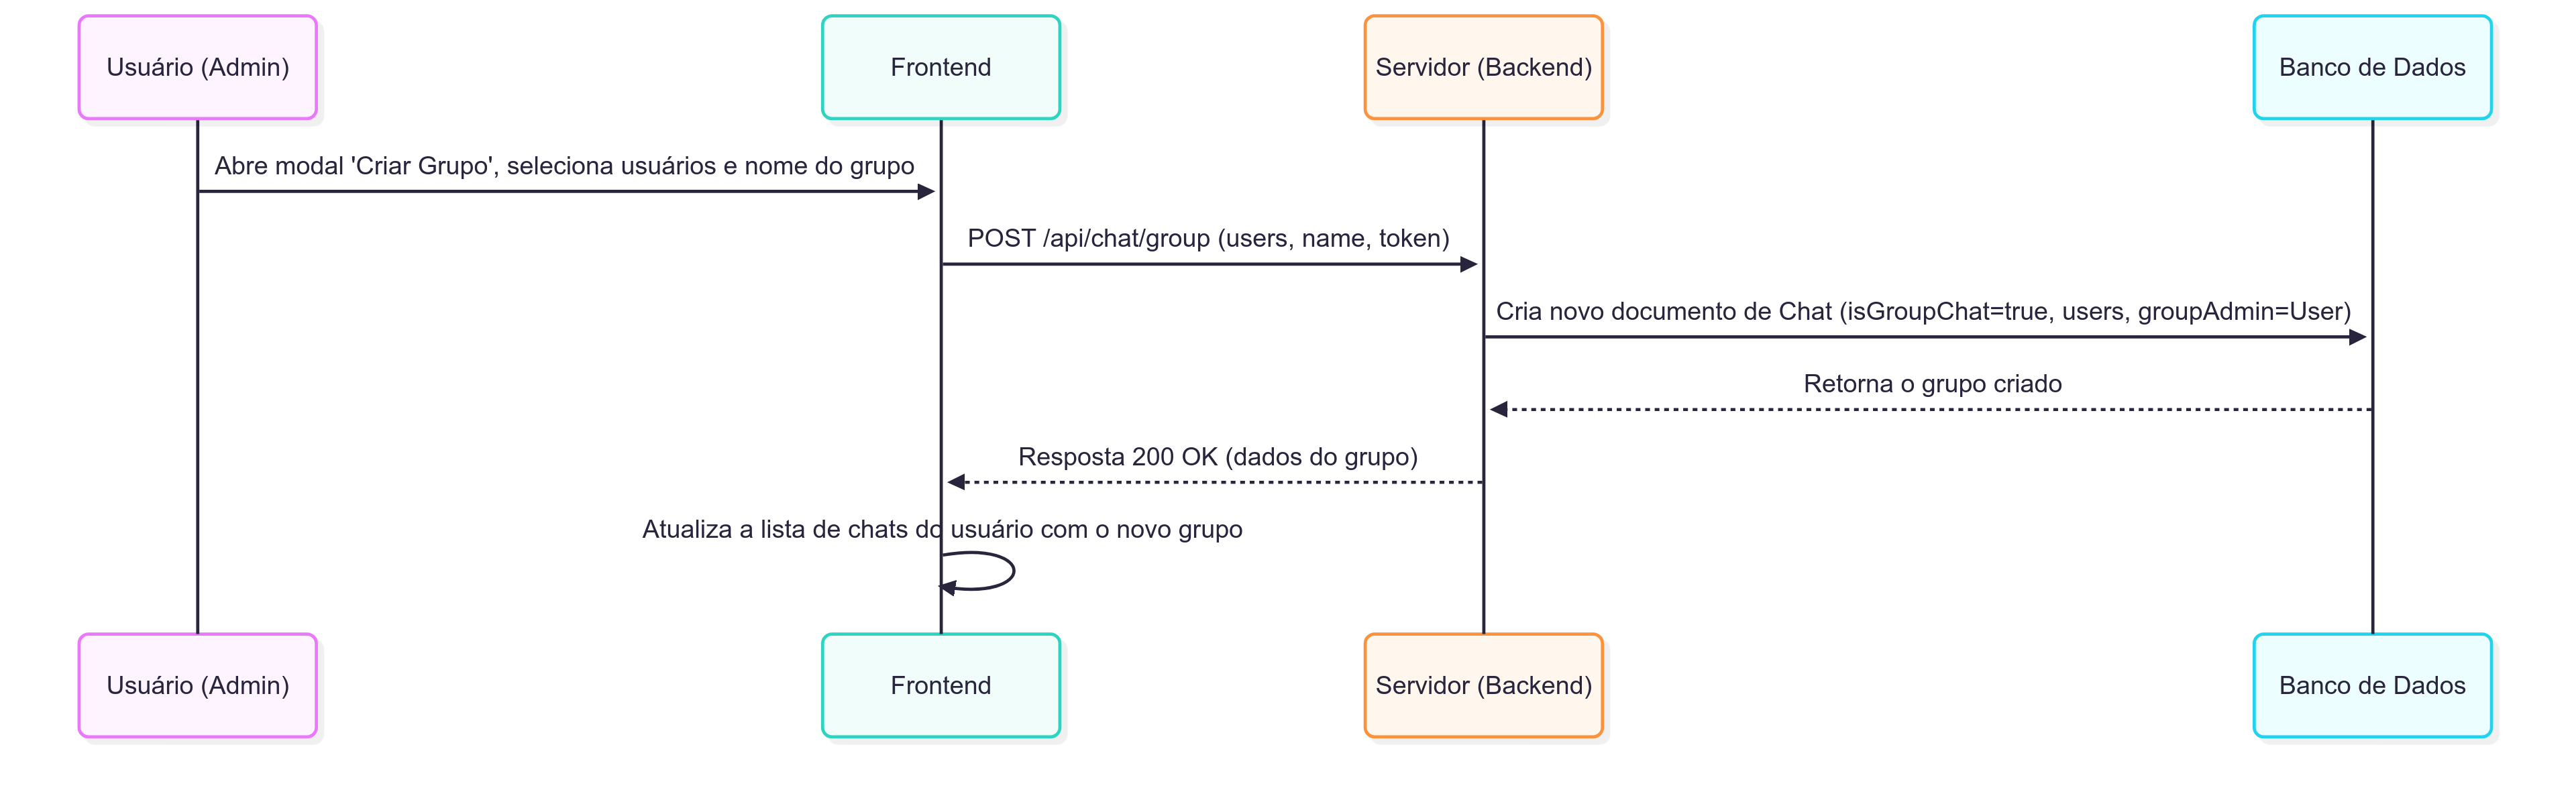 Usuário (Admin)
Frontend
Servidor (Backend)
Banco de Dados
Abre modal 'Criar Grupo', seleciona usuários e nome do grupo
POST /api/chat/group (users, name, token)
Cria novo documento de Chat (isGroupChat=true, users, groupAdmin=User)
Retorna o grupo criado
Resposta 200 OK (dados do grupo)
Atualiza a lista de chats do usuário com o novo grupo
Usuário (Admin)
Frontend
Servidor (Backend)
Banco de Dados